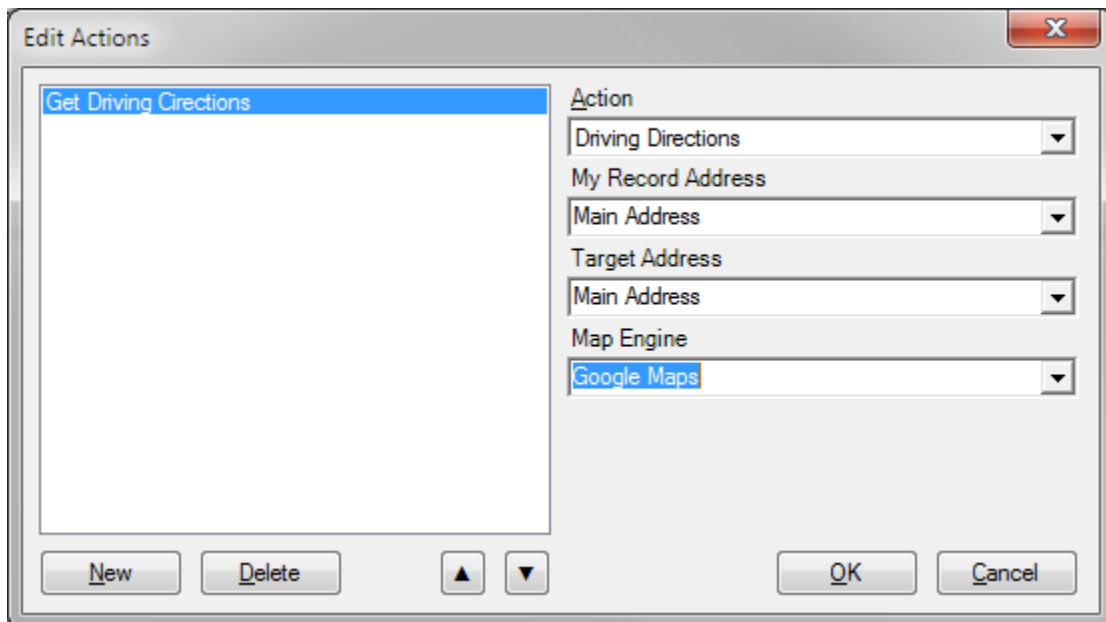 Edit Actions
Get Driving Cirections
Action
Driving Directions
My Record Address
Main Address
Target Address
Main Address
Map Engine
Google Maps
New Delete OK Cancel